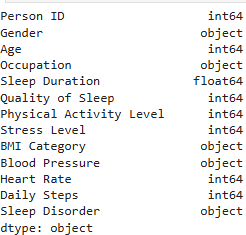 Person ID int64
Gender object
Age int64
Occupation object
Sleep Duration float64
Quality of Sleep int64
Physical Activity Level int64
Stress Level int64
BMI Category object
Blood Pressure object
Heart Rate int64
Daily Steps int64
Sleep Disorder object
dtype: object